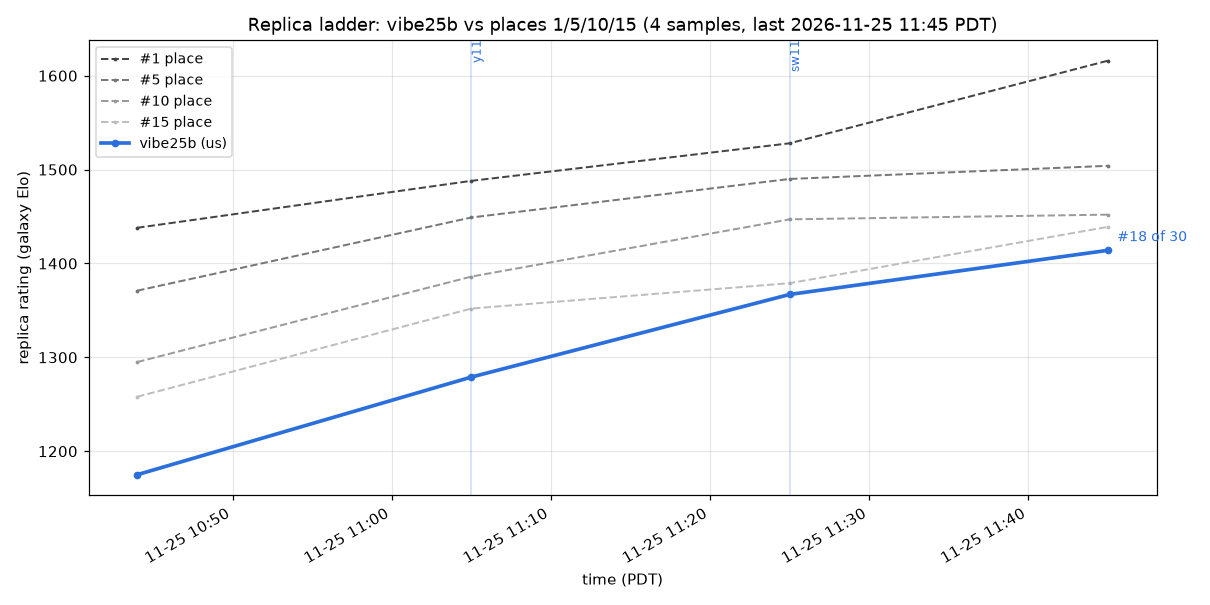 Replica ladder: vibe25b vs places 1/5/10/15 (4 samples, last 2026-11-25 11:45 PDT)
#1 place
#5 place
#10 place
#15 place
vibe25b (us)
y11
sw11
#18 of 30
replica rating (galaxy Elo)
1600
1500
1400
1300
1200
11-25 10:50
11-25 11:00
11-25 11:10
11-25 11:20
11-25 11:30
11-25 11:40
time (PDT)